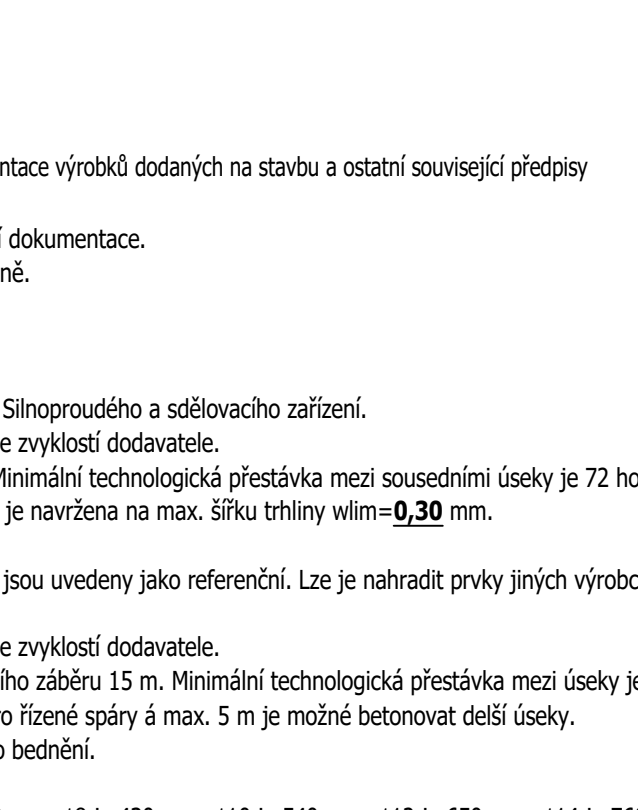 ntace výrobků dodaných na stavbu a ostatní související předpisy
í dokumentace.
ně.
Silnoproudého a sdělovacího zařízení.
e zvyklostí dodavatele.
Minimální technologická přestávka mezi sousedními úseky je 72 ho
je navržena na max. šířku trhliny wlim=0,30 mm.
jsou uvedeny jako referenční. Lze je nahradit prvky jiných výrobc
e zvyklostí dodavatele.
ího záběru 15 m. Minimální technologická přestávka mezi úseky je
ro řízené spáry á max. 5 m je možné betonovat delší úseky.
o bednění.